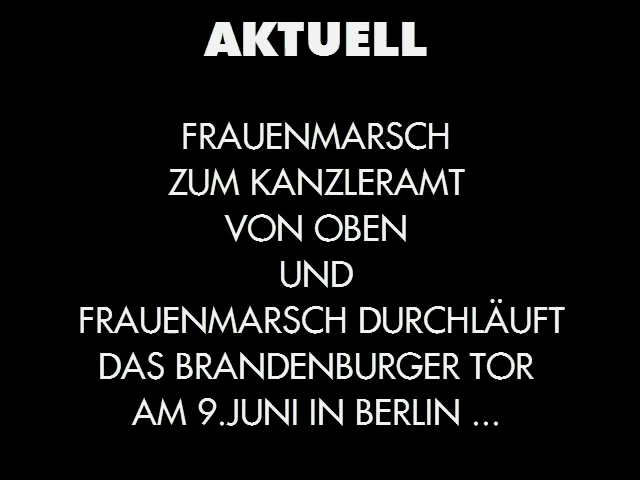 AKTUELL
FRAUENMARSCH
ZUM KANZLERAMT
VON OBEN
UND
FRAUENMARSCH DURCHLÄUFT
DAS BRANDENBURGER TOR
AM 9.JUNI IN BERLIN ...